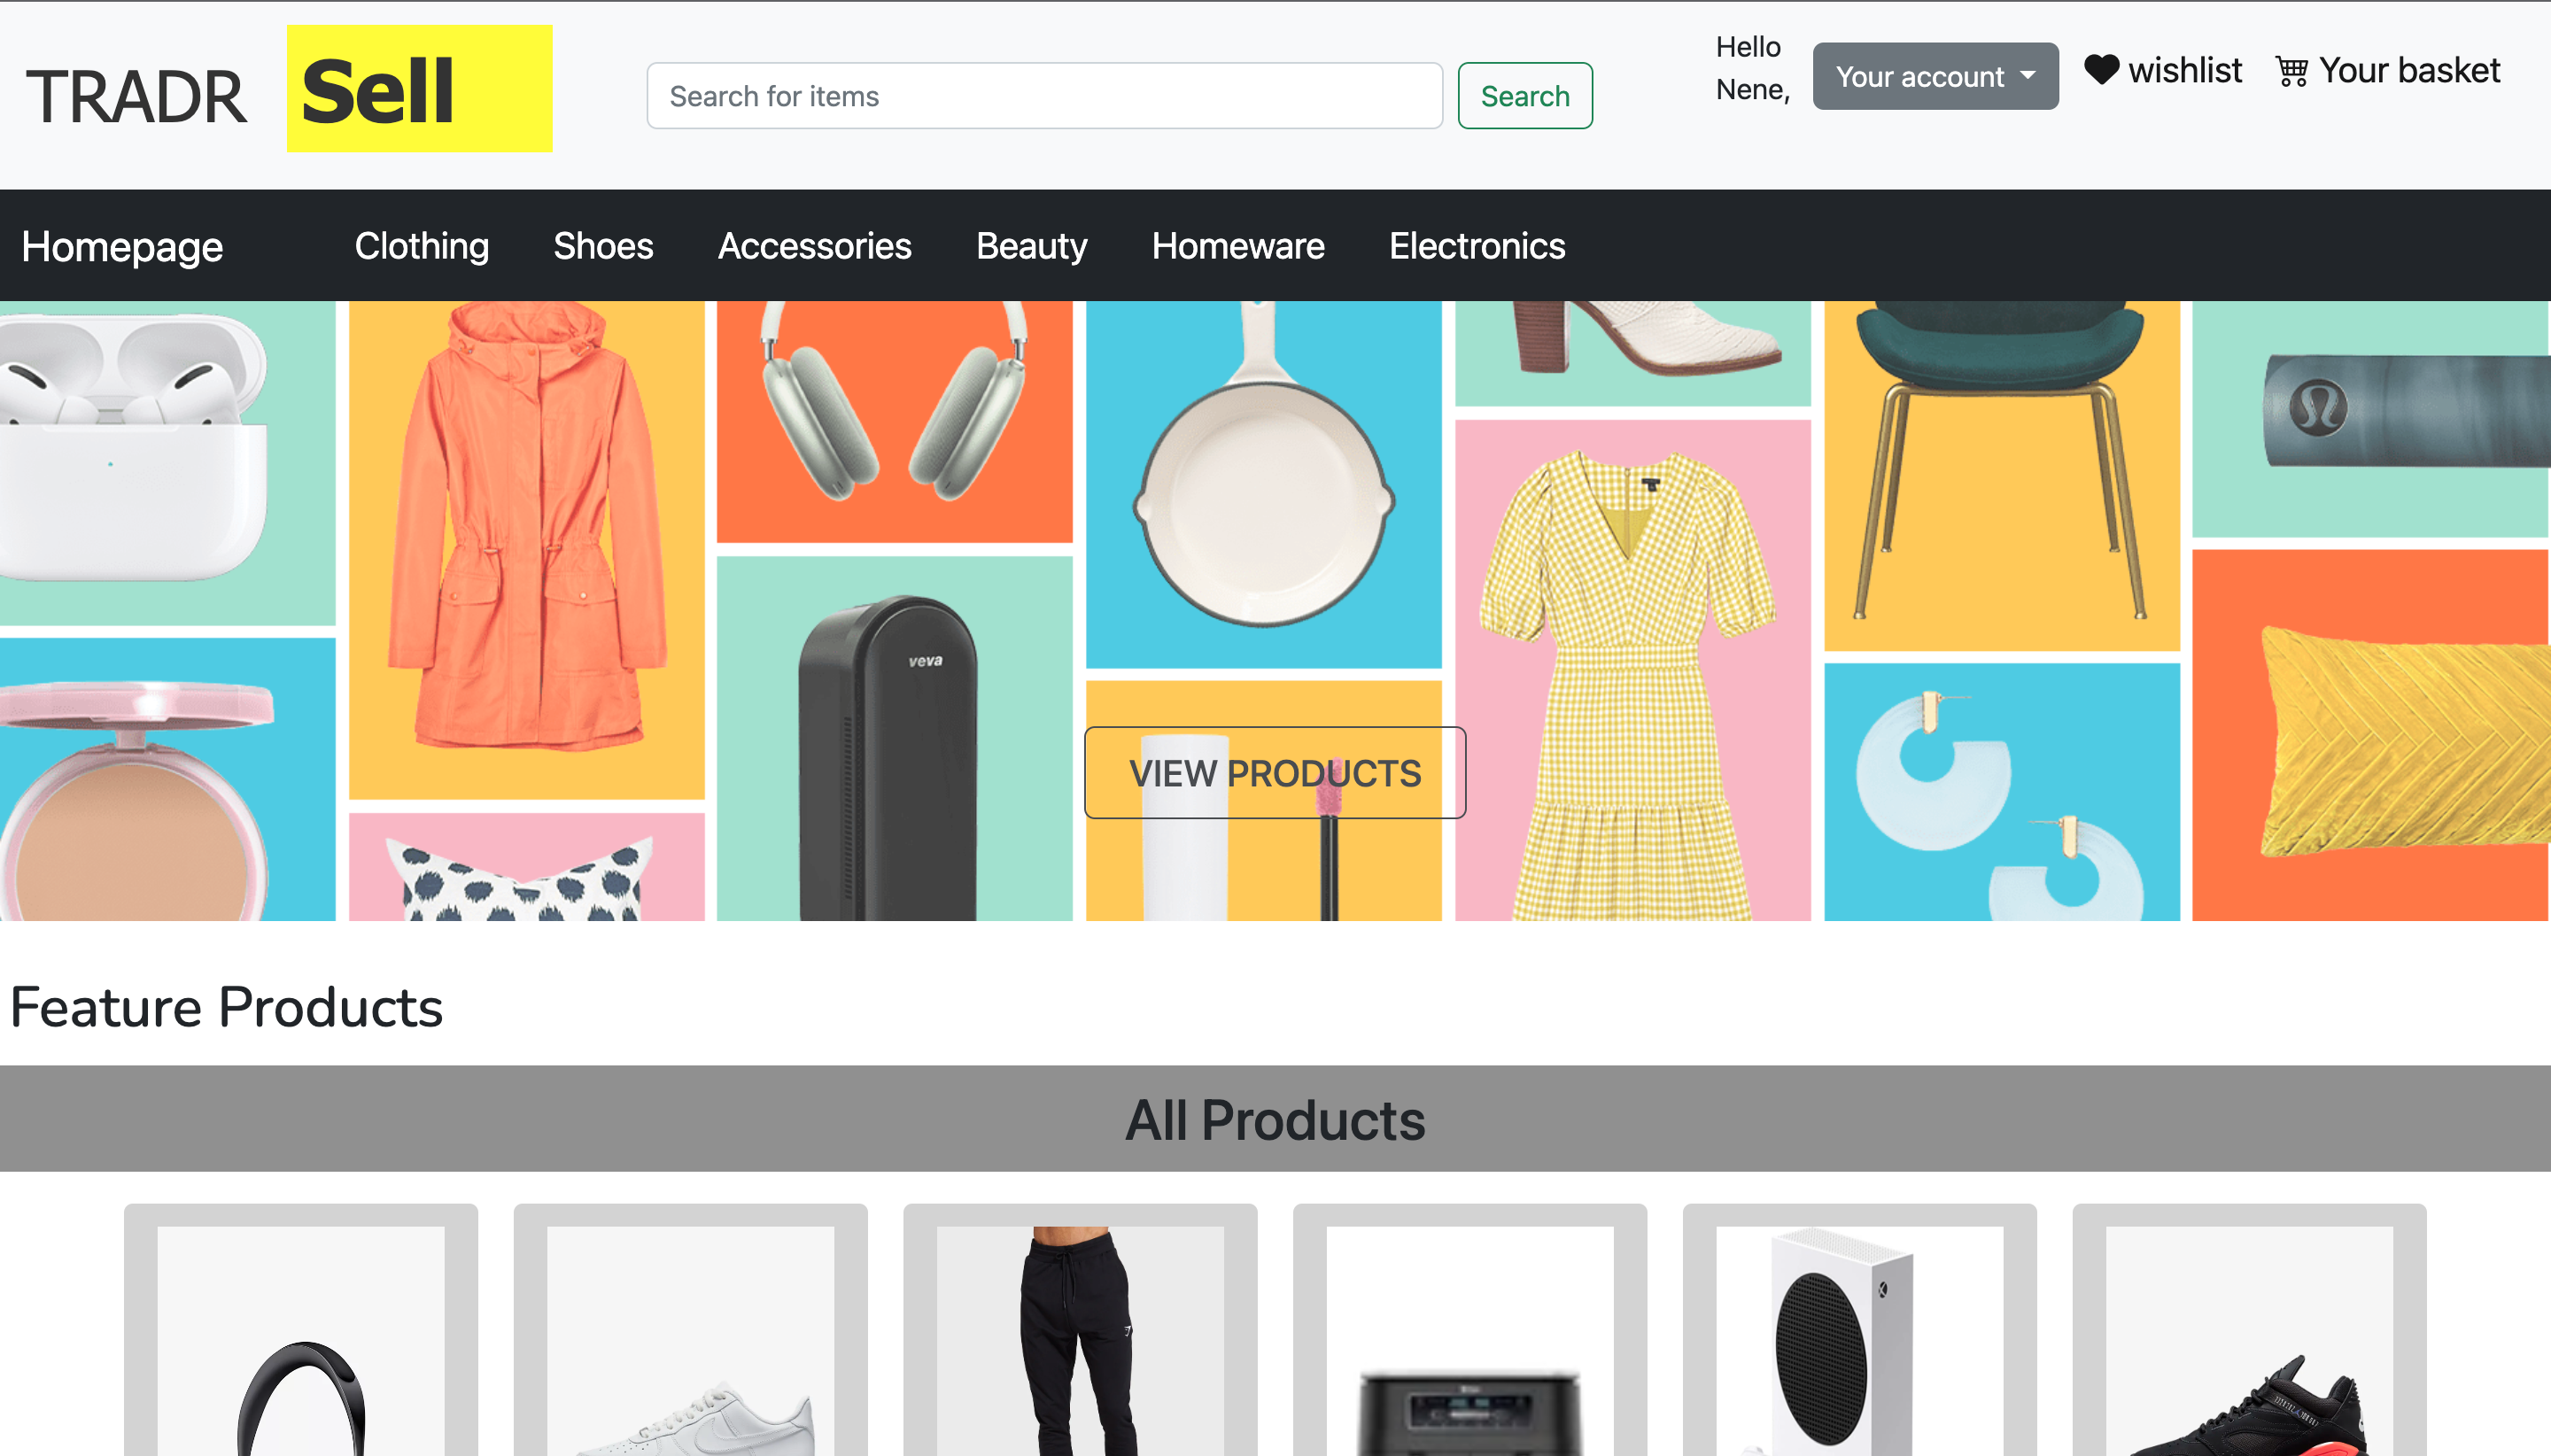 TRADR
Sell
Search for items
Search
Hello
Nene,
Your account
wishlist
Your basket
Homepage
Clothing
Shoes
Accessories
Beauty
Homeware
Electronics
veva
VIEW PRODUCTS
Feature Products
All Products